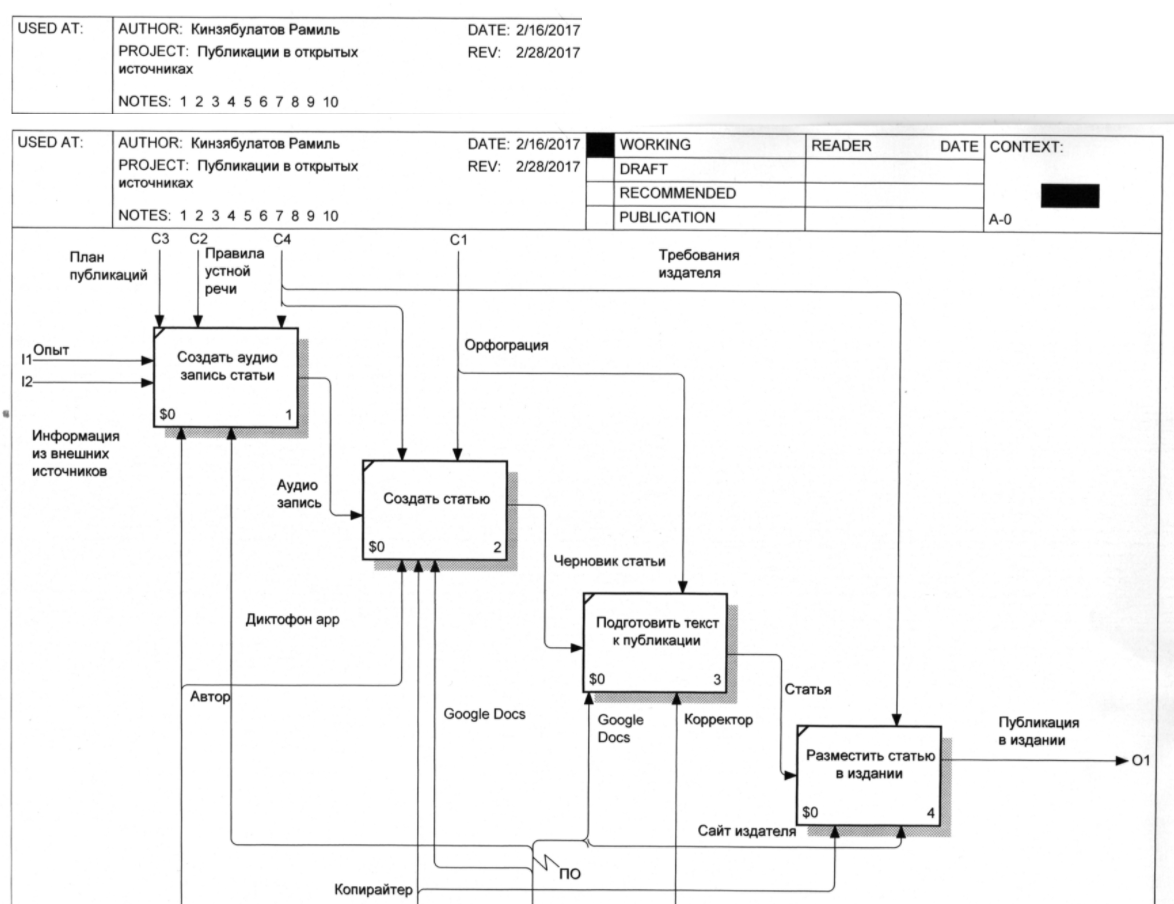 USED AT:
AUTHOR: Кинзябулатов Рамиль
DATE: 2/16/2017
PROJECT: Публикации в открытых
источниках
REV: 2/28/2017
NOTES: 1 2 3 4 5 6 7 8 9 10
USED AT:
AUTHOR: Кинзябулатов Рамиль
DATE: 2/16/2017
PROJECT: Публикации в открытых
источниках
REV: 2/28/2017
NOTES: 1 2 3 4 5 6 7 8 9 10
WORKING
DRAFT
RECOMMENDED
PUBLICATION
READER DATE
CONTEXT:
A-0
C3
C2
C4
C1
План
публикаций
Правила
устной
речи
Требования
издателя
I1
Опыт
I2
Создать аудио
запись статьи
$0 1
Орфограция
Информация
из внешних
источников
Аудио
запись
Создать статью
$0 2
Черновик статьи
Диктофон app
Подготовить текст
к публикации
$0 3
Автор
Google Docs
Google
Docs
Корректор
Статья
Публикация
в издании
Разместить статью
в издании
$0 4
O1
Сайт издателя
ПО
Копирайтер